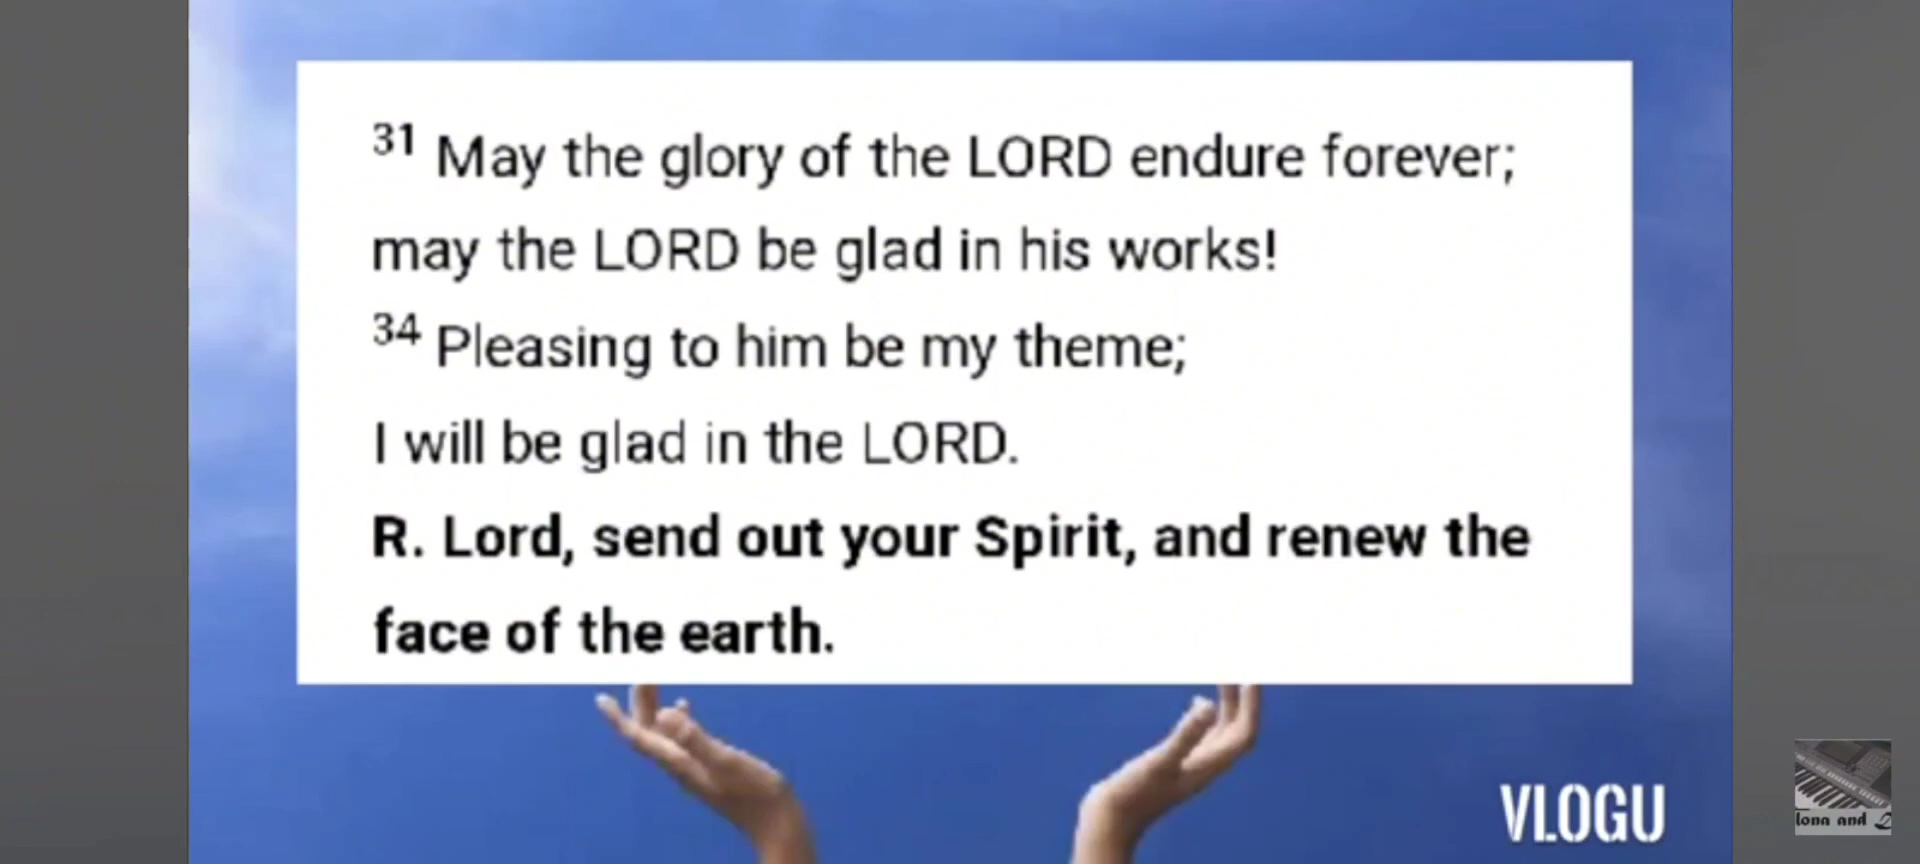 31 May the glory of the LORD endure forever;
may the LORD be glad in his works!
34 Pleasing to him be my theme;
I will be glad in the LORD.
R. Lord, send out your Spirit, and renew the
face of the earth.
VLOGU
and